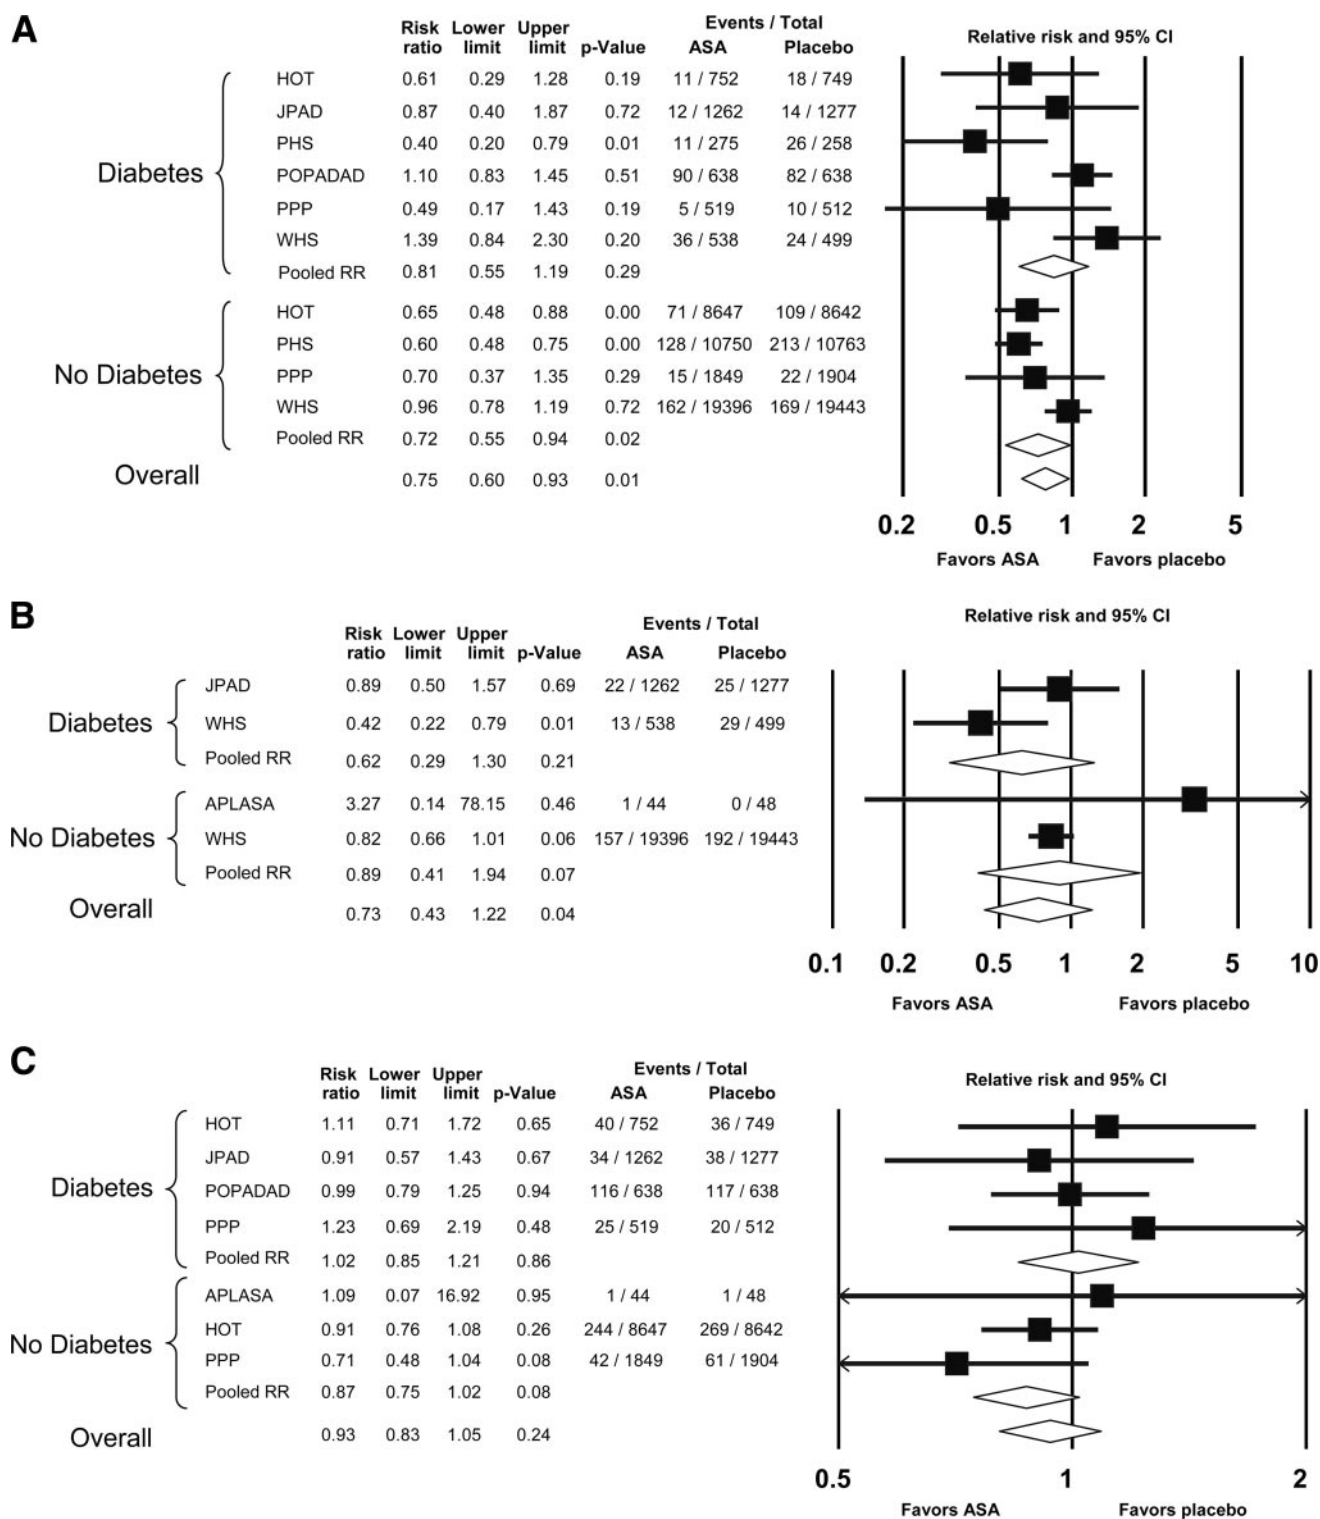 A
Risk ratio Lower limit Upper limit p-Value Events / Total ASA Placebo Relative risk and 95% CI
Diabetes
HOT 0.61 0.29 1.28 0.19 11 / 752 18 / 749
JPAD 0.87 0.40 1.87 0.72 12 / 1262 14 / 1277
PHS 0.40 0.20 0.79 0.01 11 / 275 26 / 258
POPADAD 1.10 0.83 1.45 0.51 90 / 638 82 / 638
PPP 0.49 0.17 1.43 0.19 5 / 519 10 / 512
WHS 1.39 0.84 2.30 0.20 36 / 538 24 / 499
Pooled RR 0.81 0.55 1.19 0.29
No Diabetes
HOT 0.65 0.48 0.88 0.00 71 / 8647 109 / 8642
PHS 0.60 0.48 0.75 0.00 128 / 10750 213 / 10763
PPP 0.70 0.37 1.35 0.29 15 / 1849 22 / 1904
WHS 0.96 0.78 1.19 0.72 162 / 19396 169 / 19443
Pooled RR 0.72 0.55 0.94 0.02
Overall 0.75 0.60 0.93 0.01
0.2 0.5 1 2 5
Favors ASA Favors placebo
B
Risk ratio Lower limit Upper limit p-Value Events / Total ASA Placebo Relative risk and 95% CI
Diabetes
JPAD 0.89 0.50 1.57 0.69 22 / 1262 25 / 1277
WHS 0.42 0.22 0.79 0.01 13 / 538 29 / 499
Pooled RR 0.62 0.29 1.30 0.21
No Diabetes
APLASA 3.27 0.14 78.15 0.46 1 / 44 0 / 48
WHS 0.82 0.66 1.01 0.06 157 / 19396 192 / 19443
Pooled RR 0.89 0.41 1.94 0.07
Overall 0.73 0.43 1.22 0.04
0.1 0.2 0.5 1 2 5 10
Favors ASA Favors placebo
C
Risk ratio Lower limit Upper limit p-Value Events / Total ASA Placebo Relative risk and 95% CI
Diabetes
HOT 1.11 0.71 1.72 0.65 40 / 752 36 / 749
JPAD 0.91 0.57 1.43 0.67 34 / 1262 38 / 1277
POPADAD 0.99 0.79 1.25 0.94 116 / 638 117 / 638
PPP 1.23 0.69 2.19 0.48 25 / 519 20 / 512
Pooled RR 1.02 0.85 1.21 0.86
No Diabetes
APLASA 1.09 0.07 16.92 0.95 1 / 44 1 / 48
HOT 0.91 0.76 1.08 0.26 244 / 8647 269 / 8642
PPP 0.71 0.48 1.04 0.08 42 / 1849 61 / 1904
Pooled RR 0.87 0.75 1.02 0.08
Overall 0.93 0.83 1.05 0.24
0.5 1 2
Favors ASA Favors placebo